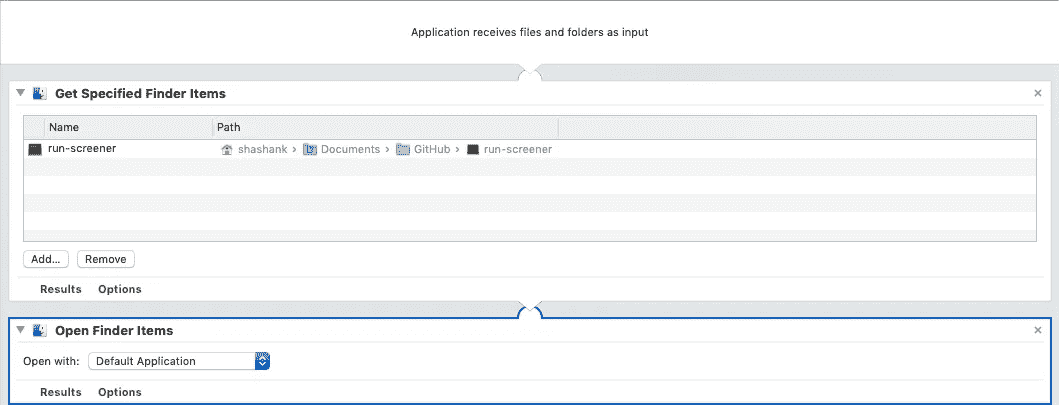 Application receives files and folders as input
Get Specified Finder Items
Name Path
run-screener shashank › Documents › GitHub › run-screener
Add... Remove
Results Options
Open Finder Items
Open with: Default Application
Results Options